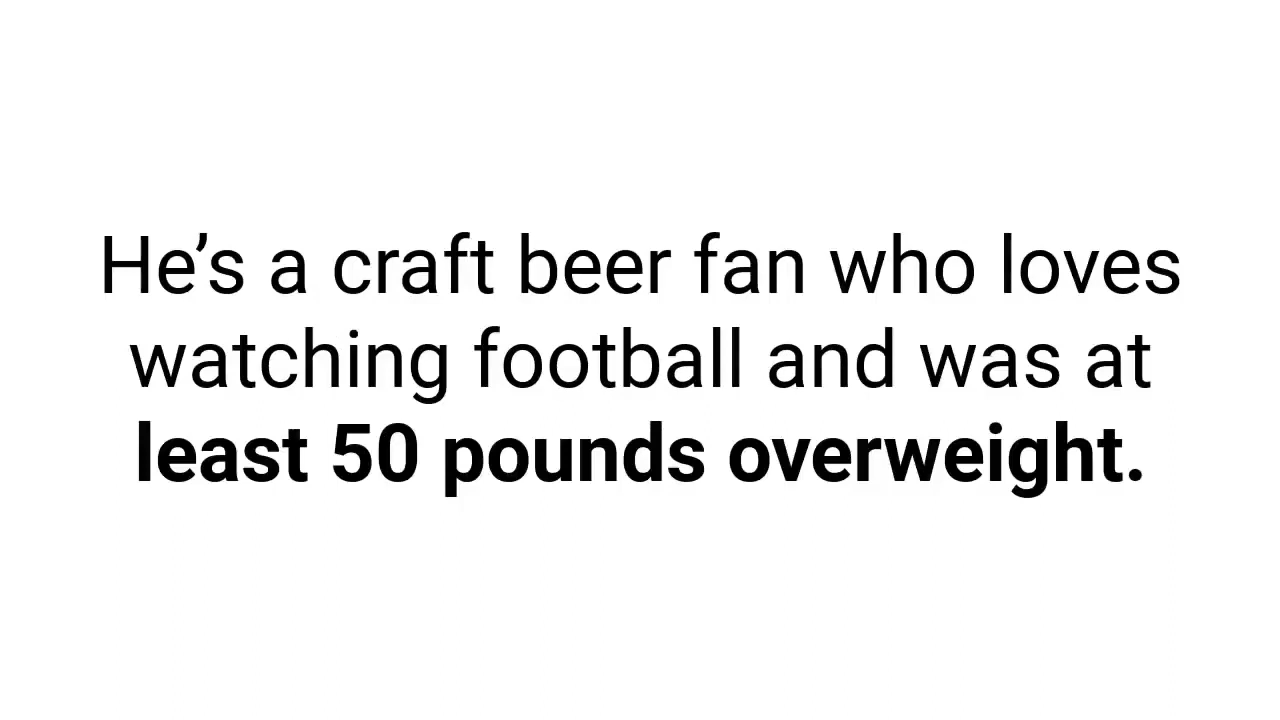 He’s a craft beer fan who loves
watching football and was at
least 50 pounds overweight.